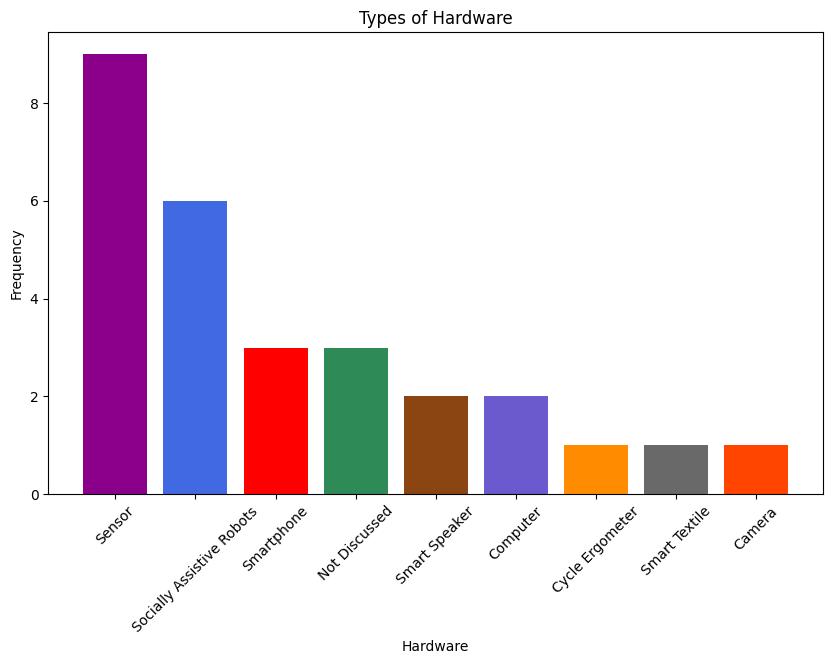 Types of Hardware
Frequency
8
6
4
2
0
Sensor
Socially Assistive Robots
Smartphone
Not Discussed
Smart Speaker
Computer
Cycle Ergometer
Smart Textile
Camera
Hardware